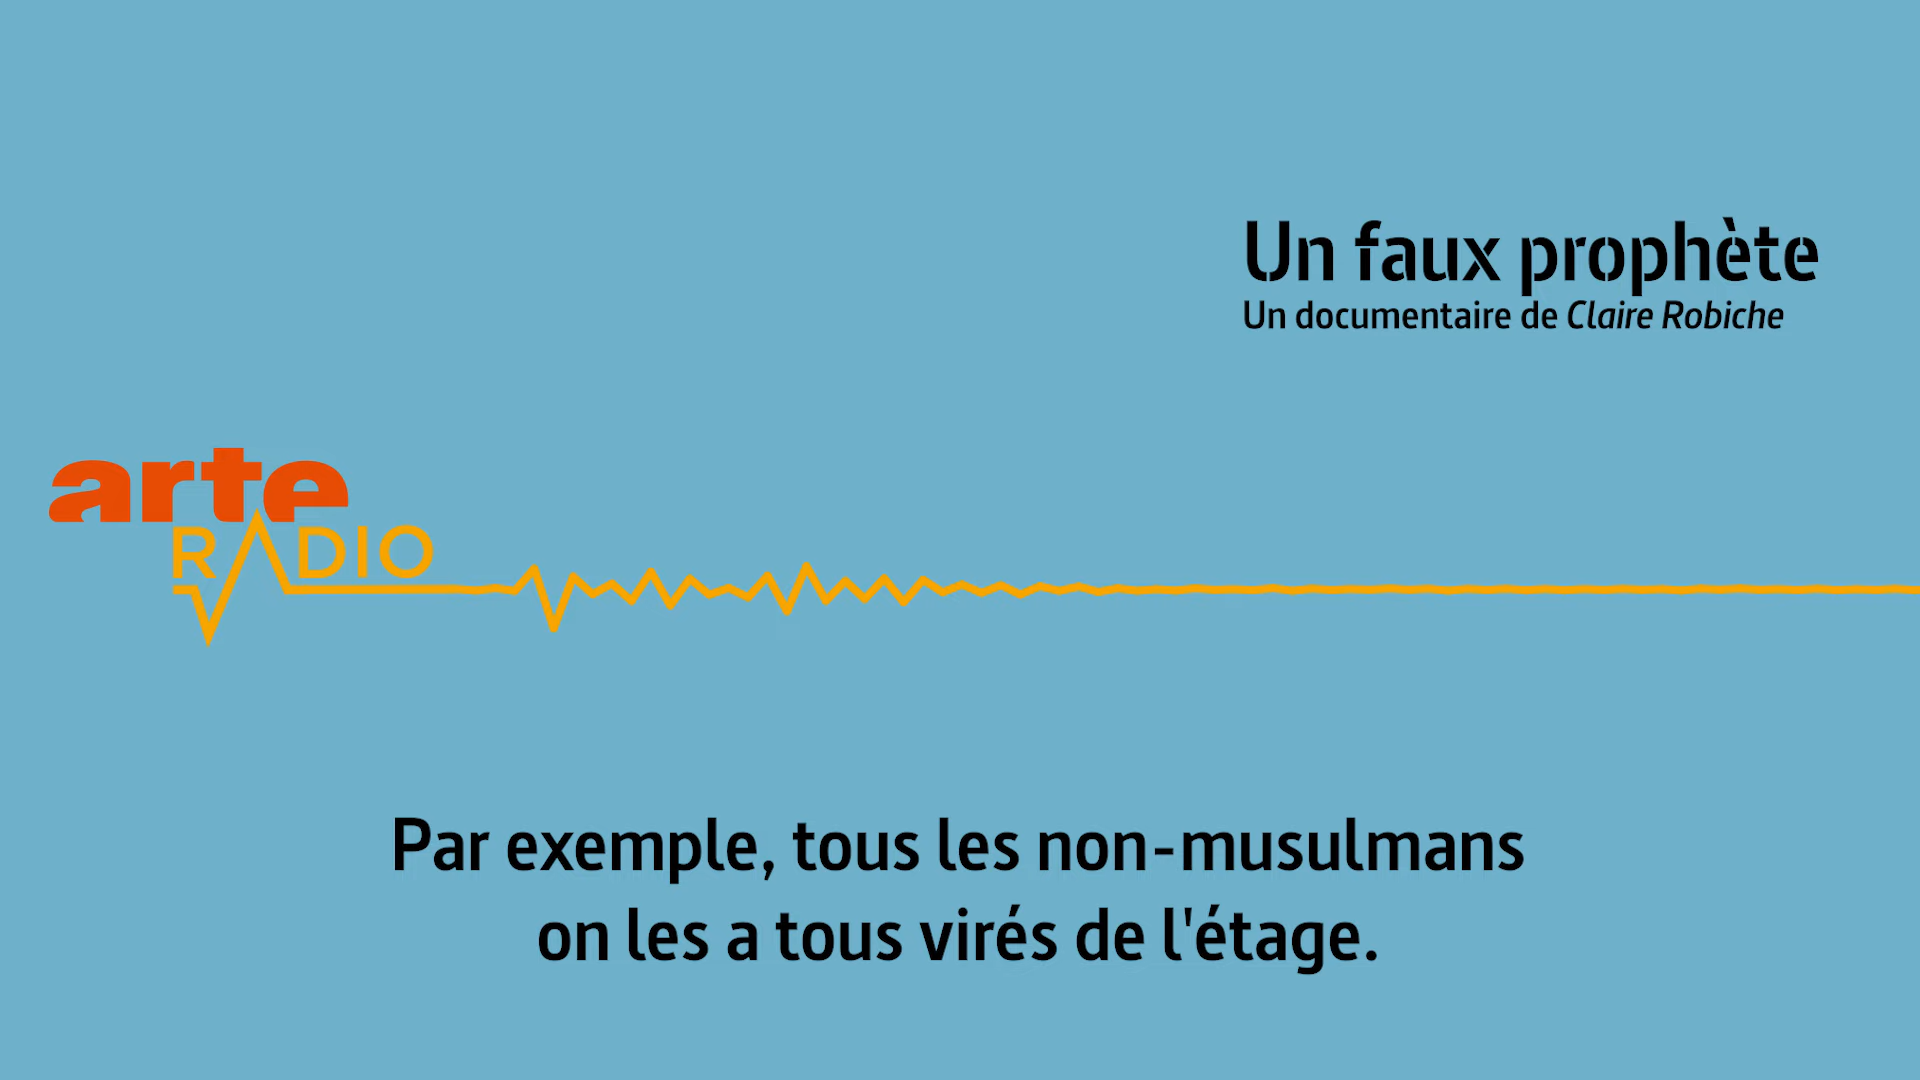 Un faux prophète
Un documentaire de Claire Robiche
arte
RADIO
Par exemple, tous les non-musulmans
on les a tous virés de l'étage.